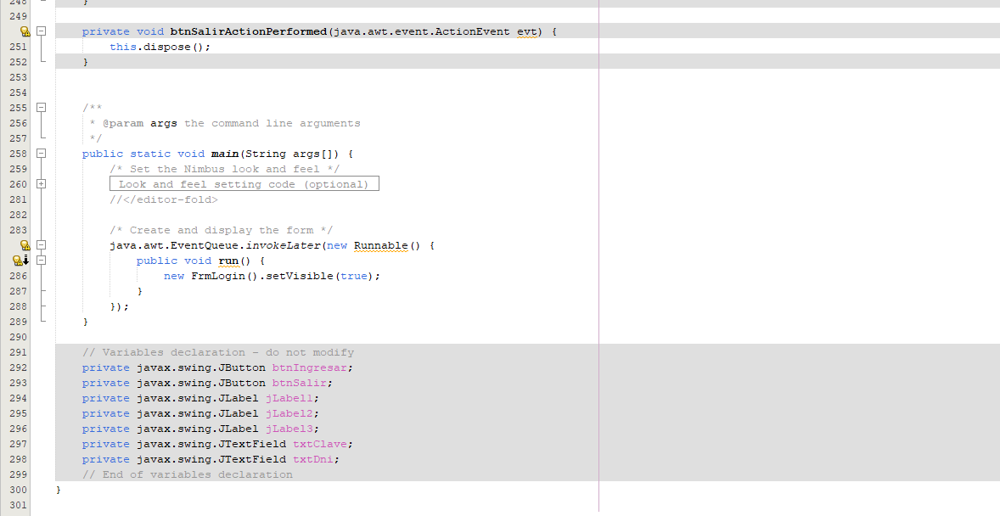 248 }
249
private void btnSalirActionPerformed(java.awt.event.ActionEvent evt) {
251 this.dispose();
252 }
253
254
255 /**
256 * @param args the command line arguments
257 */
258 public static void main(String args[]) {
259 /* Set the Nimbus look and feel */
260 Look and feel setting code (optional)
281 //</editor-fold>
282
283 /* Create and display the form */
java.awt.EventQueue.invokeLater(new Runnable() {
public void run() {
286 new FrmLogin().setVisible(true);
287 }
288 });
289 }
290
291 // Variables declaration - do not modify
292 private javax.swing.JButton btnIngresar;
293 private javax.swing.JButton btnSalir;
294 private javax.swing.JLabel jLabel1;
295 private javax.swing.JLabel jLabel2;
296 private javax.swing.JLabel jLabel3;
297 private javax.swing.JTextField txtClave;
298 private javax.swing.JTextField txtDni;
299 // End of variables declaration
300 }
301